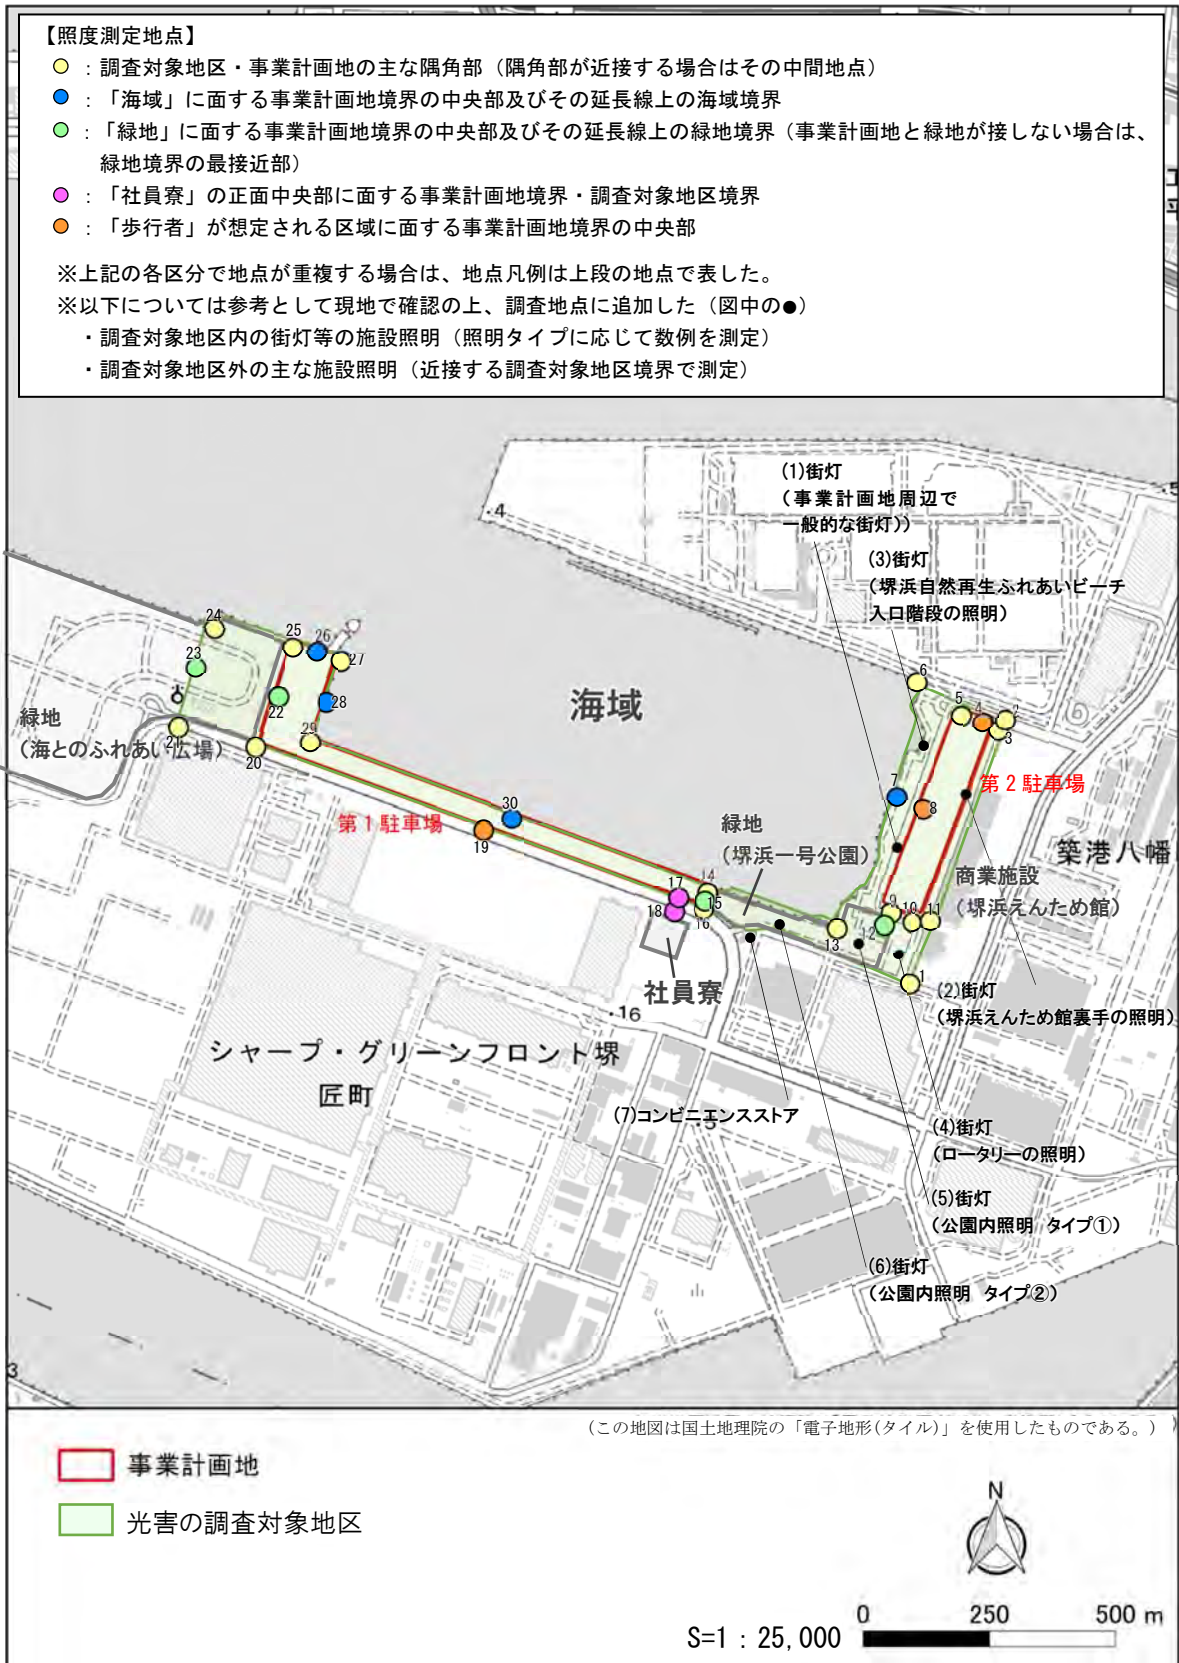 【照度測定地点】
：調査対象地区・事業計画地の主な隅角部（隅角部が近接する場合はその中間地点）
：「海域」に面する事業計画地境界の中央部及びその延長線上の海域境界
：「緑地」に面する事業計画地境界の中央部及びその延長線上の緑地境界（事業計画地と緑地が接しない場合は、
緑地境界の最接近部）
：「社員寮」の正面中央部に面する事業計画地境界・調査対象地区境界
：「歩行者」が想定される区域に面する事業計画地境界の中央部
※上記の各区分で地点が重複する場合は、地点凡例は上段の地点で表した。
※以下については参考として現地で確認の上、調査地点に追加した（図中の●）
・調査対象地区内の街灯等の施設照明（照明タイプに応じて数例を測定）
・調査対象地区外の主な施設照明（近接する調査対象地区境界で測定）
(1)街灯
（事業計画地周辺で
一般的な街灯））
・4
・5
(3)街灯
（堺浜自然再生ふれあいビーチ
入口階段の照明）
24
25
26
27
23
22
28
21
20
29
30
19
6
5
4
2
3
7
8
海域
緑地
（海とのふれあい広場）
第１駐車場
第２駐車場
緑地
（堺浜一号公園）
築港八幡
商業施設
（堺浜えんため館）
17
14
15
18
16
9
10
11
12
13
1
社員寮
・16
(2)街灯
（堺浜えんため館裏手の照明）
シャープ・グリーンフロント堺
匠町
(7)コンビニエンスストア
・5
(4)街灯
（ロータリーの照明）
(5)街灯
（公園内照明 タイプ①）
(6)街灯
（公園内照明 タイプ②）
3
（この地図は国土地理院の「電子地形(タイル)」を使用したものである。）
事業計画地
光害の調査対象地区
N
0 250 500 m
S=1：25,000